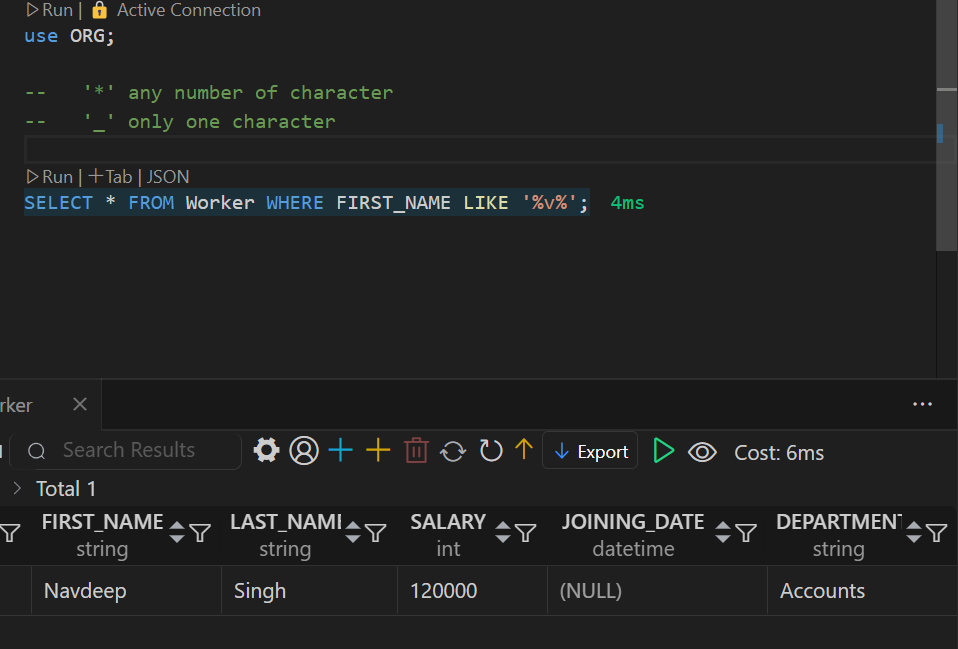 Run | Active Connection
use ORG;
--   '*' any number of character
--   '_' only one character
Run | +Tab | JSON
SELECT * FROM Worker WHERE FIRST_NAME LIKE '%v%';  4ms
rker
Search Results
Export
Cost: 6ms
Total 1
FIRST_NAME LAST_NAM SALARY JOINING_DATE DEPARTMENT
string string int datetime string
Navdeep Singh 120000 (NULL) Accounts